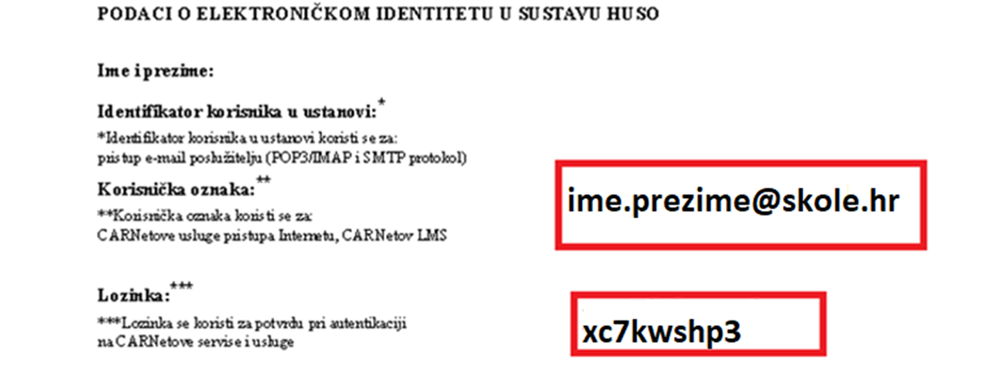 PODACI O ELEKTRONIČKOM IDENTITETU U SUSTAVU HUSO
Ime i prezime:
Identifikator korisnika u ustanovi:*
*Identifikator korisnika u ustanovi koristi se za:
pristup e-mail poslužitelju (POP3/IMAP i SMTP protokol)
Korisnička oznaka:**
ime.prezime@skole.hr
**Korisnička oznaka koristi se za:
CARNetove usluge pristupa Internetu, CARNetov LMS
Lozinka:***
xc7kwshp3
***Lozinka se koristi za potvrdu pri autentikaciji
na CARNetove servise i usluge